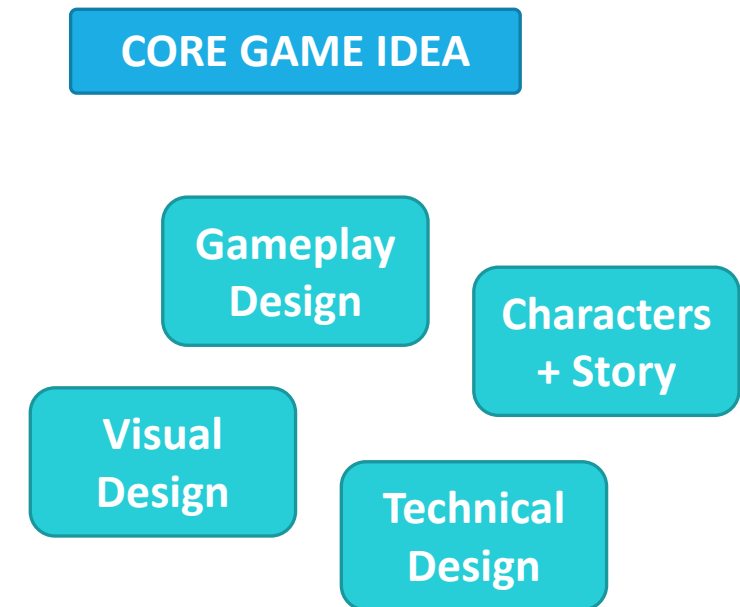 CORE GAME IDEA
Gameplay
Design
Characters
+ Story
Visual
Design
Technical
Design